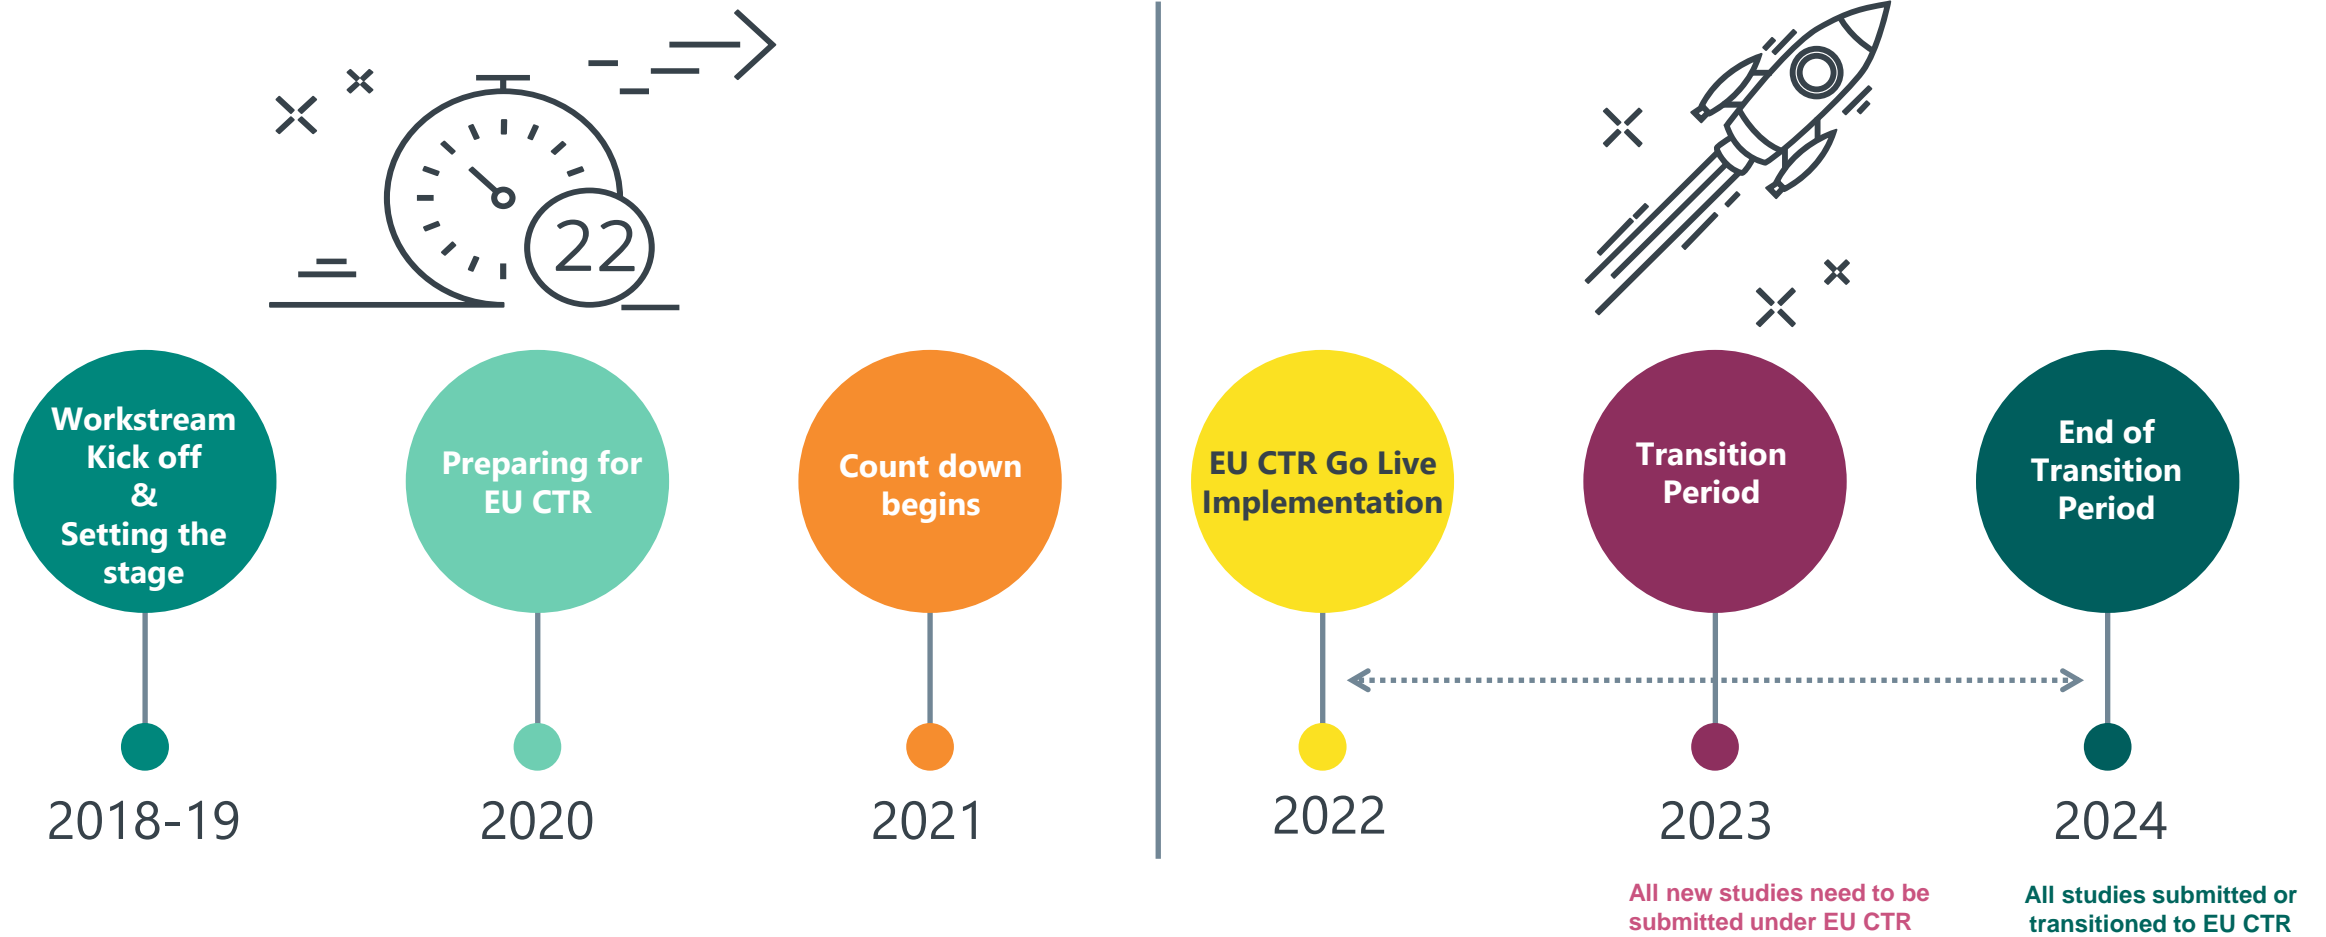 22
Workstream
Kick off
&
Setting the
stage
Preparing for
EU CTR
Count down
begins
EU CTR Go Live
Implementation
Transition
Period
End of
Transition
Period
2018-19
2020
2021
2022
2023
2024
All new studies need to be
submitted under EU CTR
All studies submitted or
transitioned to EU CTR